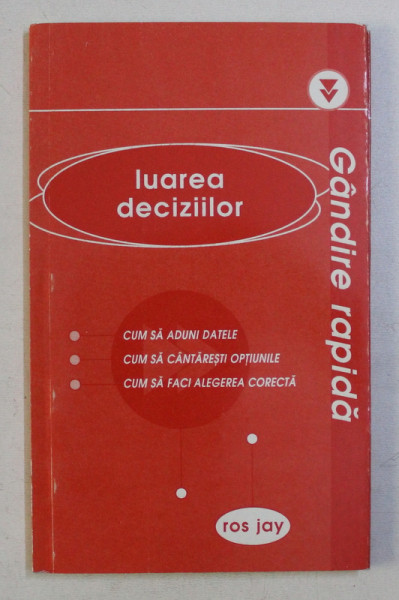 luarea
deciziilor
Gândire rapidă
CUM SĂ ADUNI DATELE
CUM SĂ CÂNTĂREȘTI OPȚIUNILE
CUM SĂ FACI ALEGEREA CORECTĂ
ros jay